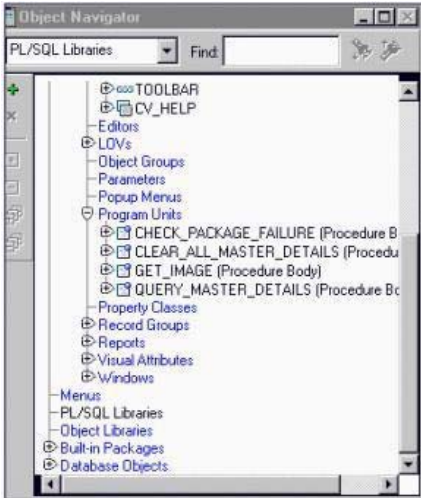 Object Navigator
PL/SQL Libraries
Find:
TOOLBAR
CV_HELP
Editors
LOVs
Object Groups
Parameters
Popup Menus
Program Units
CHECK_PACKAGE_FAILURE (Procedure B
CLEAR_ALL_MASTER_DETAILS (Procedu
GET_IMAGE (Procedure Body)
QUERY_MASTER_DETAILS (Procedure Bo
Property Classes
Record Groups
Reports
Visual Attributes
Windows
Menus
PL/SQL Libraries
Object Libraries
Built-in Packages
Database Objects